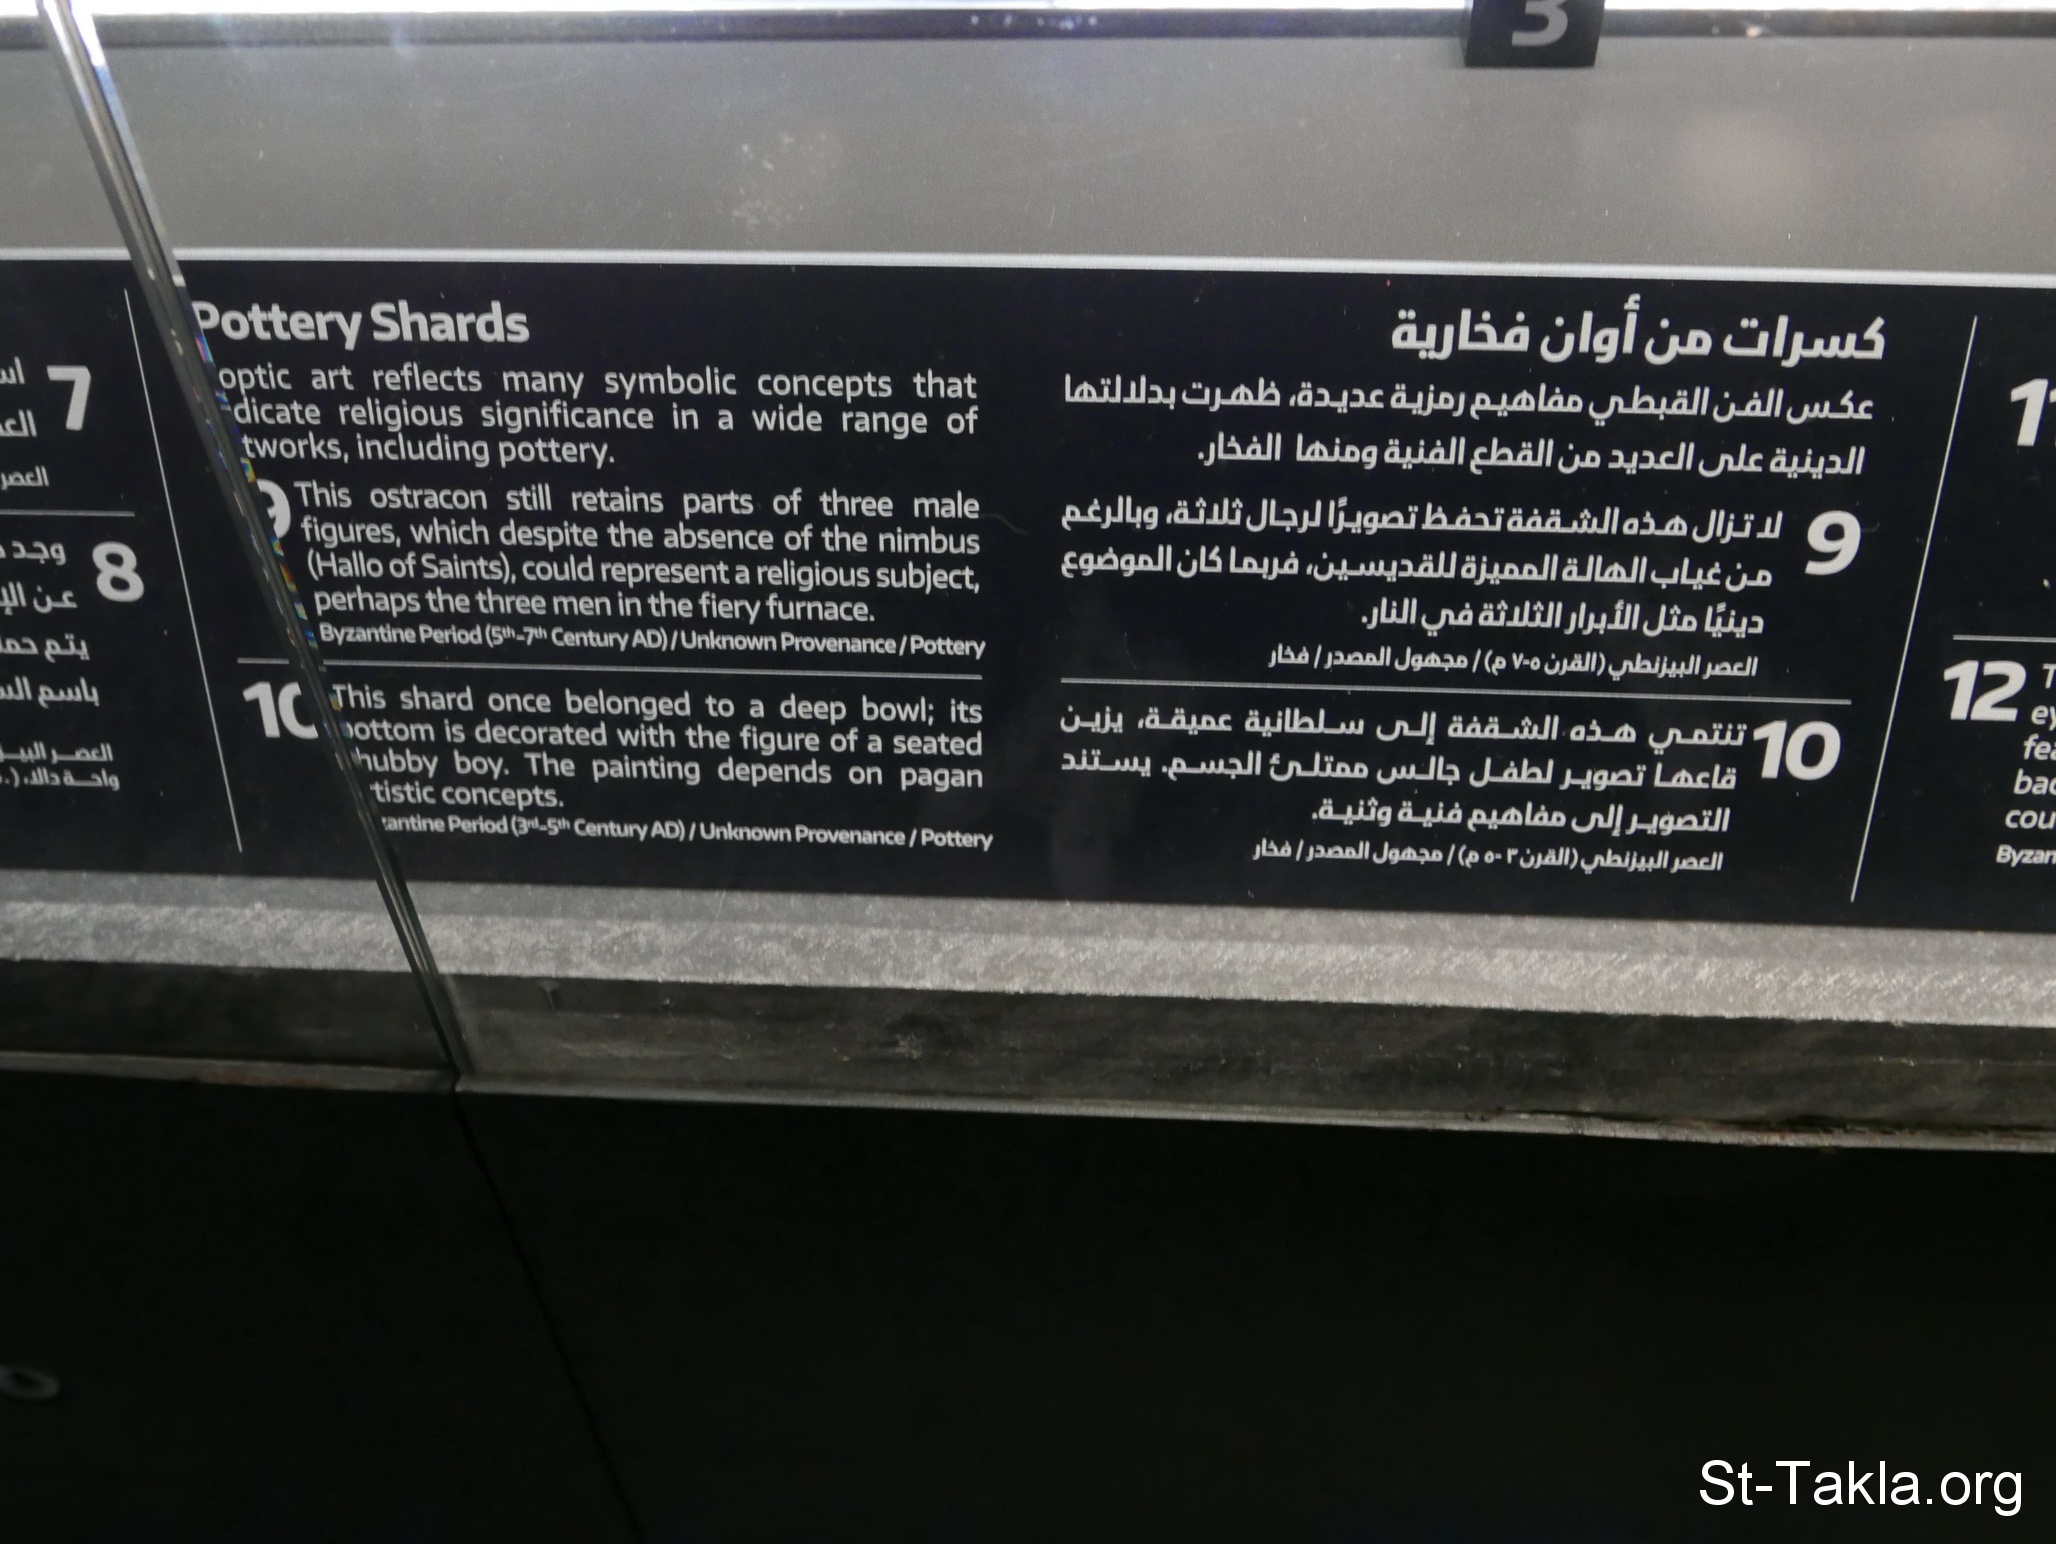 3
7
8
العصر
وجد
يتم
Pottery Shards
optic art reflects many symbolic concepts that
dicate religious significance in a wide range of
tworks, including pottery.
9 This ostracon still retains parts of three male
figures, which despite the absence of the nimbus
(Hallo of Saints), could represent a religious subject,
perhaps the three men in the fiery furnace.
Byzantine Period (5th-7th Century AD) / Unknown Provenance / Pottery
10 This shard once belonged to a deep bowl; its
bottom is decorated with the figure of a seated
hubby boy. The painting depends on pagan
tistic concepts.
zantine Period (3rd-5th Century AD) / Unknown Provenance / Pottery
كسرات من أوان فخارية
عكس الفن القبطي مفاهيم رمزية عديدة، ظهرت بدلالتها
الدينية على العديد من القطع الفنية ومنها الفخار.
9 لا تزال هذه الشقفة تحفظ تصويرًا لرجال ثلاثة، وبالرغم
من غياب الهالة المميزة للقديسين، فربما كان الموضوع
دينيًا مثل الأبرار الثلاثة في النار.
العصر البيزنطي (القرن ٥-٧ م) / مجهول المصدر / فخار
10 تنتمي هذه الشقفة إلى سلطانية عميقة، يزين
قاعها تصوير لطفل جالس ممتلئ الجسم. يستند
التصوير إلى مفاهيم فنية وثنية.
العصر البيزنطي (القرن ٣-٥ م) / مجهول المصدر / فخار
12
St-Takla.org